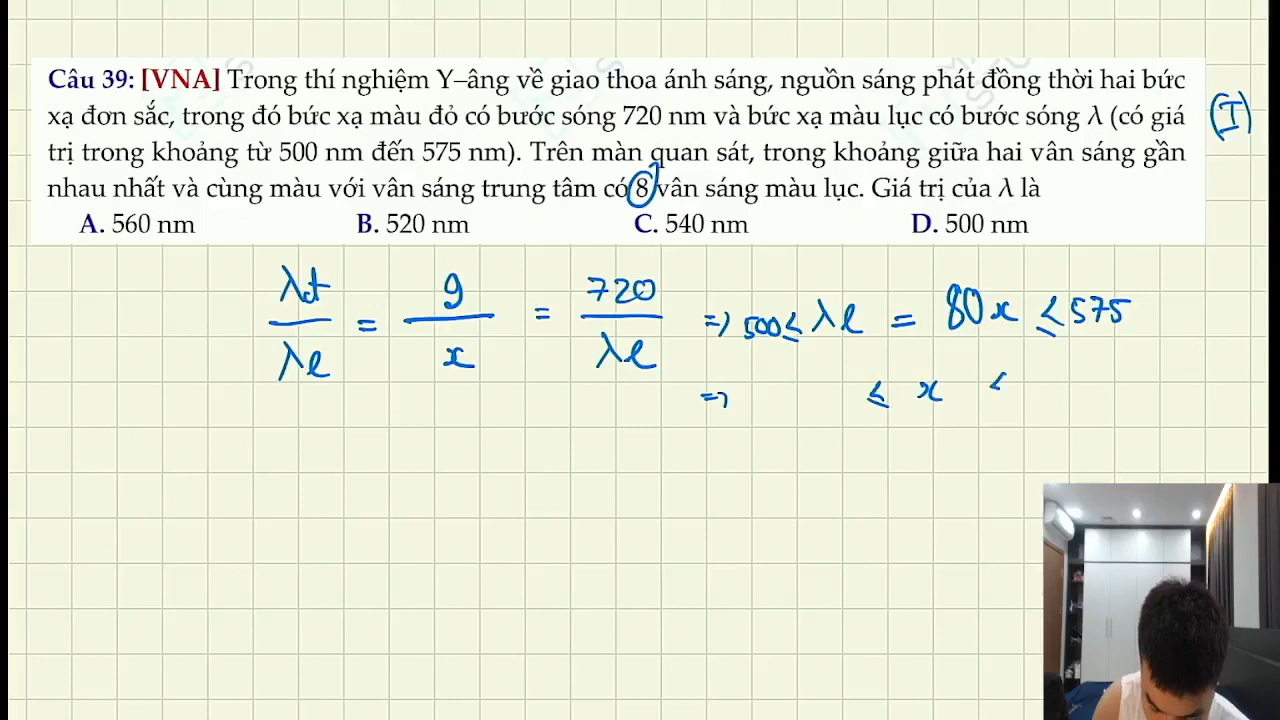 Câu 39: [VNA] Trong thí nghiệm Y–âng về giao thoa ánh sáng, nguồn sáng phát đồng thời hai bức
xạ đơn sắc, trong đó bức xạ màu đỏ có bước sóng 720 nm và bức xạ màu lục có bước sóng λ (có giá
trị trong khoảng từ 500 nm đến 575 nm). Trên màn quan sát, trong khoảng giữa hai vân sáng gần
nhau nhất và cùng màu với vân sáng trung tâm có 8 vân sáng màu lục. Giá trị của λ là
(I)
A. 560 nm B. 520 nm C. 540 nm D. 500 nm
λđ/λl = 9/x = 720/λl => 500 ≤ λl = 80x ≤ 575
=> ≤ x <